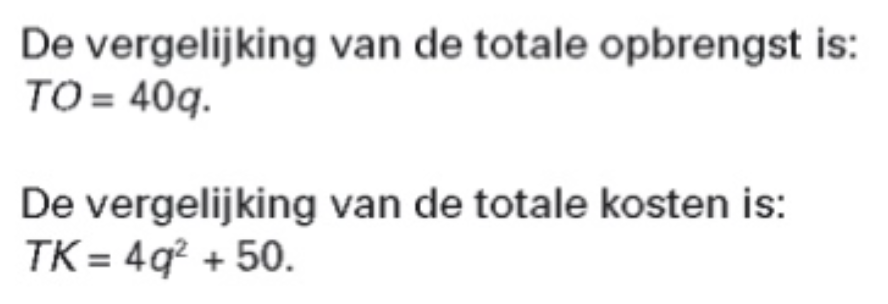 De vergelijking van de totale opbrengst is:
TO = 40q.
De vergelijking van de totale kosten is:
TK = 4q² + 50.